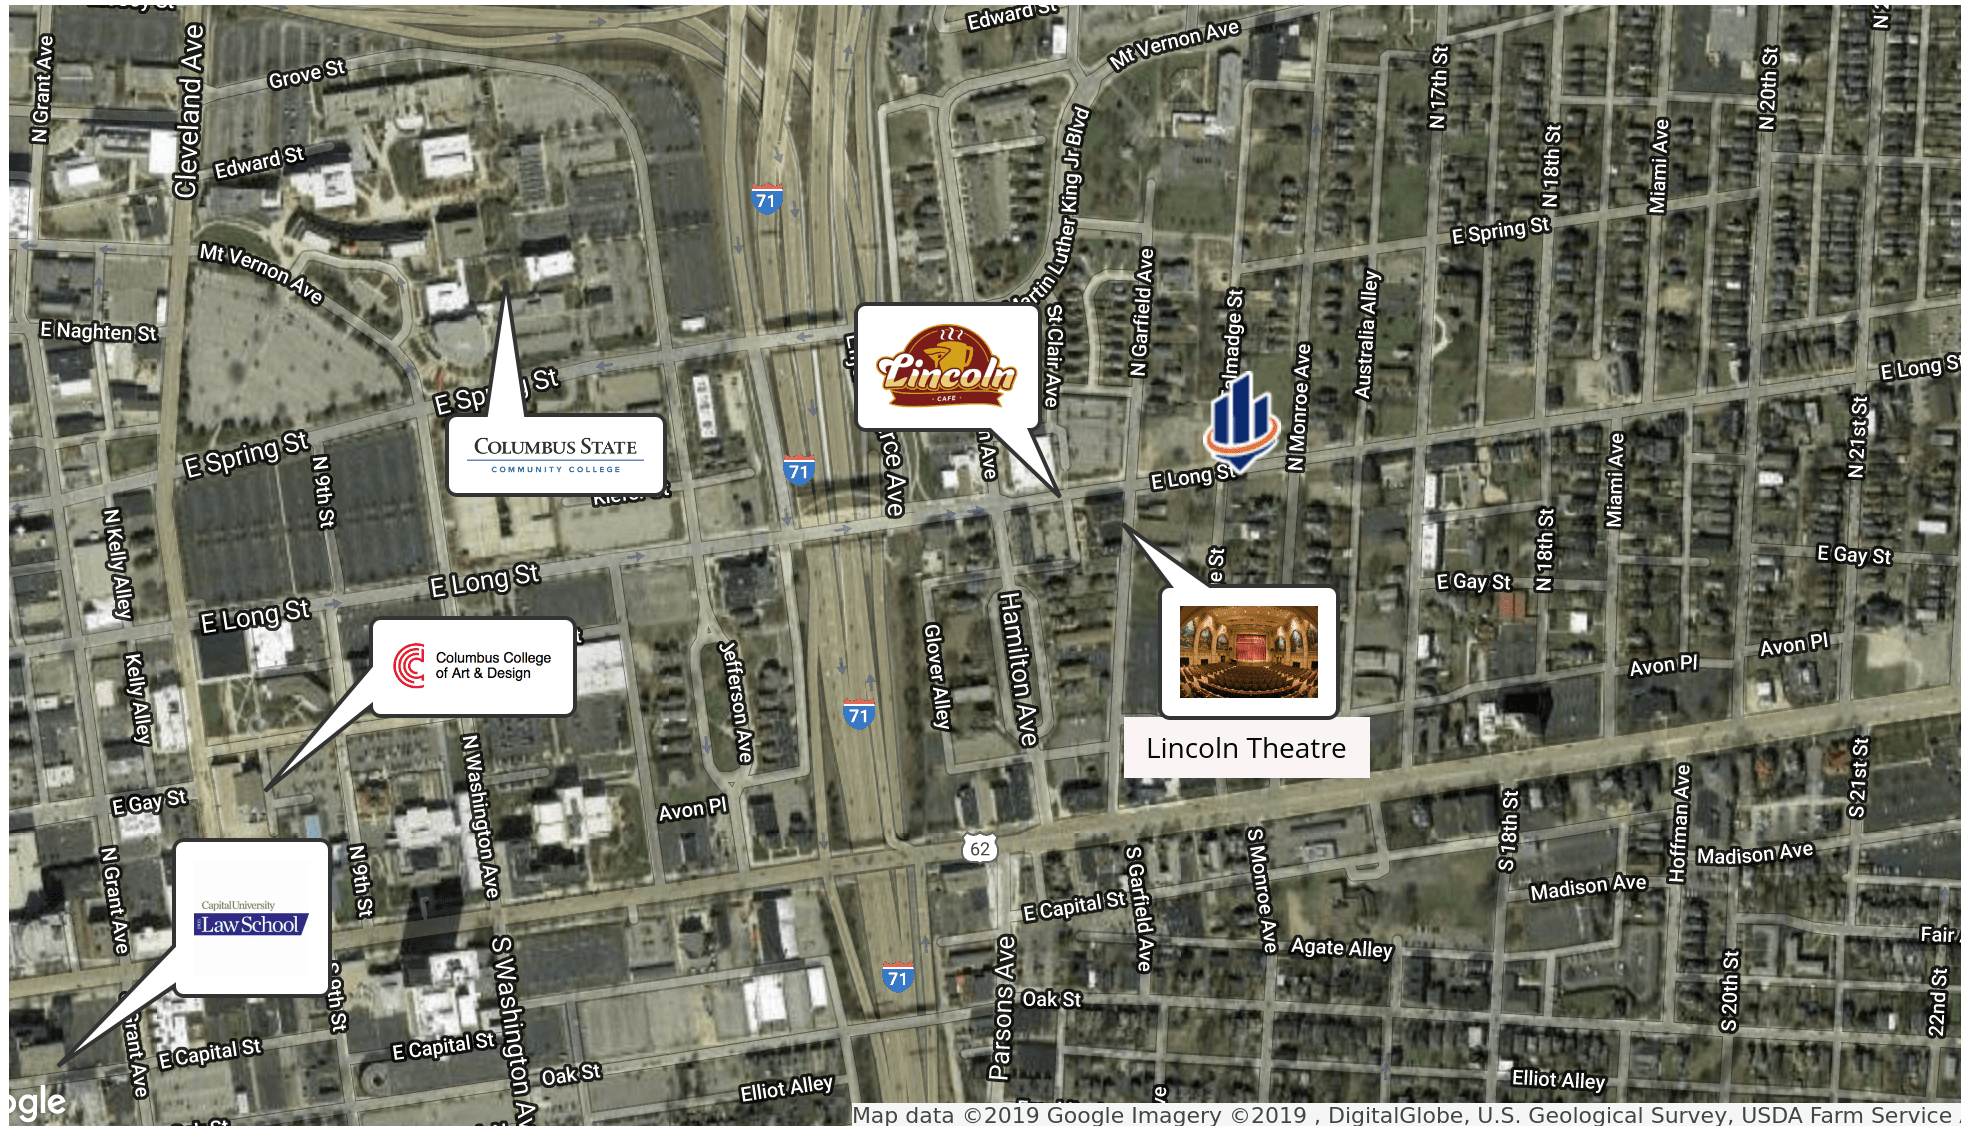 Edward St
Mt Vernon Ave
N Grant Ave
Cleveland Ave
Grove St
N 17th St
N 20th St
Edward St
71
Martin Luther King Jr Blvd
N 18th St
Miami Ave
E Spring St
Mt Vernon Ave
E Naghten St
N Garfield Ave
St Clair Ave
Australia Alley
N Monroe Ave
E Long St
Lincoln
· CAFE ·
E Spring St
COLUMBUS STATE
COMMUNITY COLLEGE
E Spring St
N 9th St
71
E Long St
N 21st St
Miami Ave
N Kelly Alley
N 18th St
E Long St
E Long St
E Gay St
E Gay St
Hamilton Ave
Glover Alley
Jefferson Ave
Columbus College
of Art & Design
Kelly Alley
Avon Pl
Avon Pl
71
Lincoln Theatre
N Washington Ave
E Gay St
Avon Pl
62
S 18th St
Hoffman Ave
S 21st St
Madison Ave
Madison Ave
N Grant Ave
N 9th St
S Garfield Ave
S Monroe Ave
E Capital St
Agate Alley
Capital University
Law School
S 9th St
S Washington Av
71
Parsons Ave
Oak St
S 20th St
22nd St
Fair
Grant Ave
E Capital St
E Capital St
Oak St
Elliot Alley
Elliot Alley
ogle
Map data ©2019 Google Imagery ©2019 , DigitalGlobe, U.S. Geological Survey, USDA Farm Service